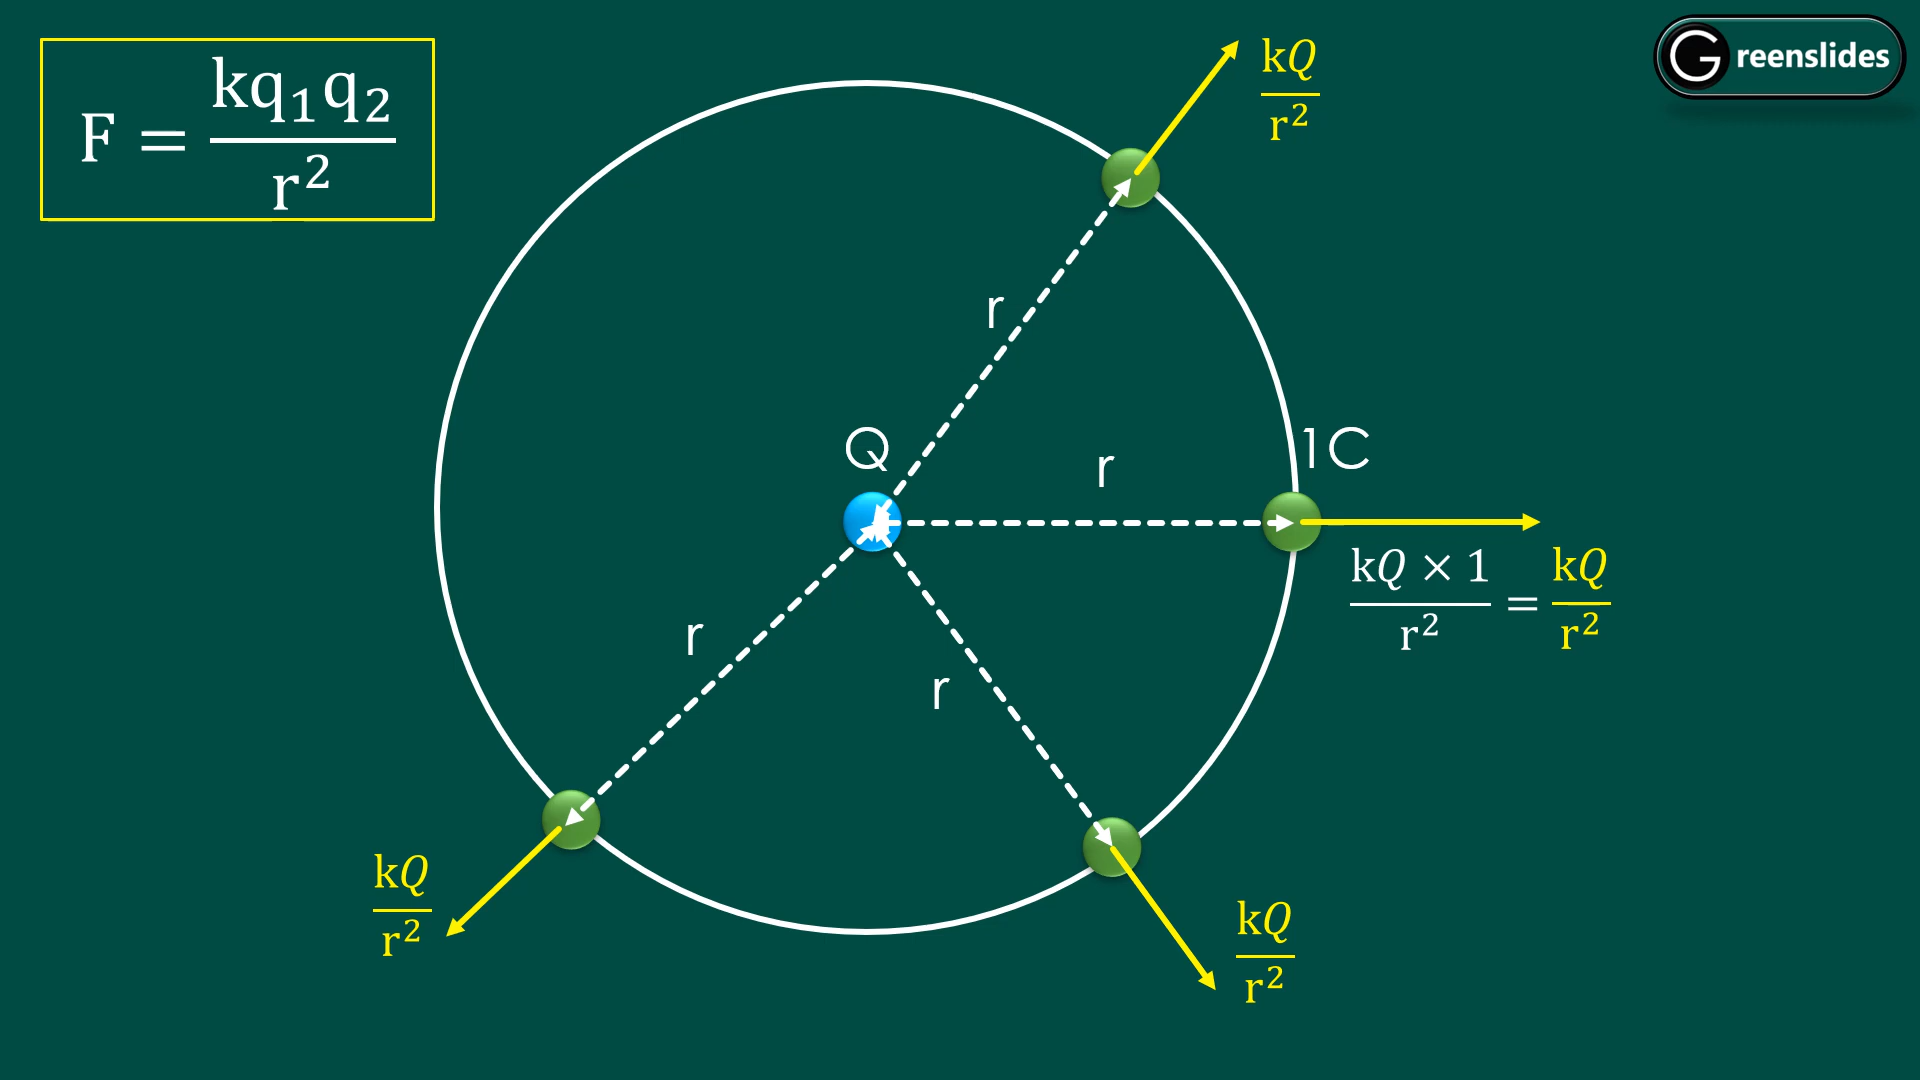 F = kq₁q₂ / r²
Greenslides
kQ / r²
r
Q
r
1C
kQ × 1 / r² = kQ / r²
r
r
kQ / r²
kQ / r²